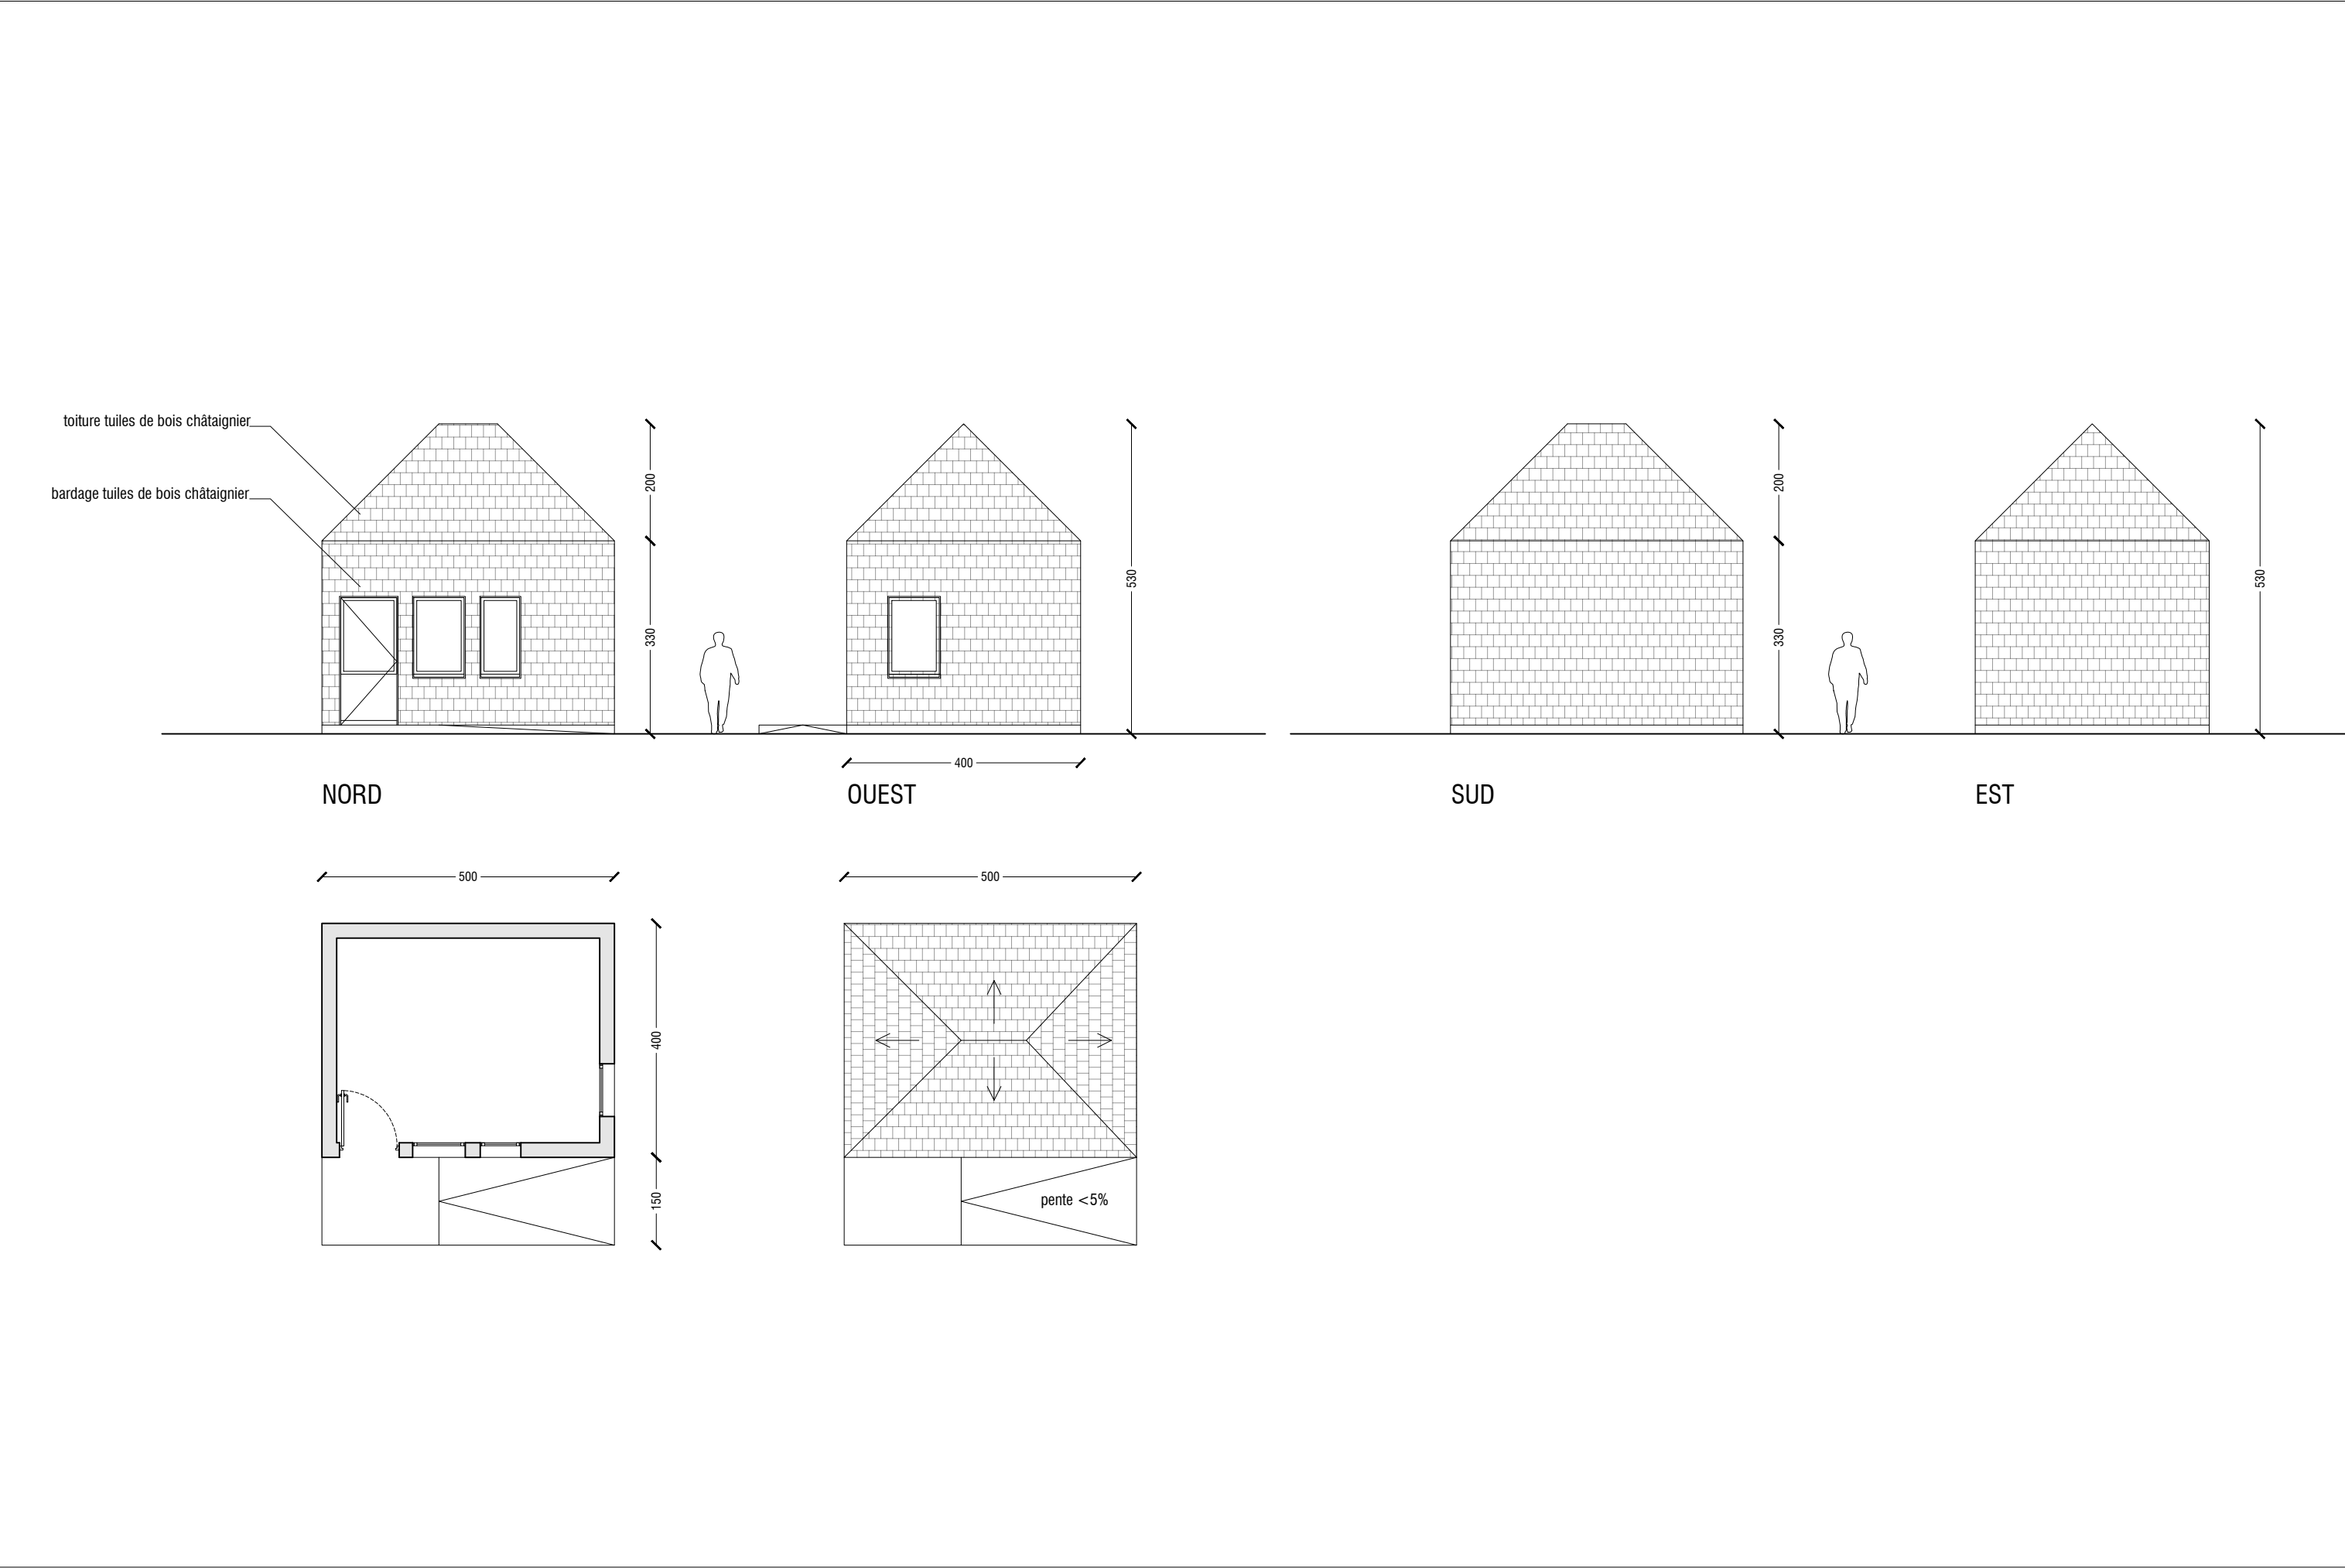 toiture tuiles de bois châtaignier
bardage tuiles de bois châtaignier
200
330
530
400
200
330
530
NORD
OUEST
SUD
EST
500
500
400
150
pente <5%